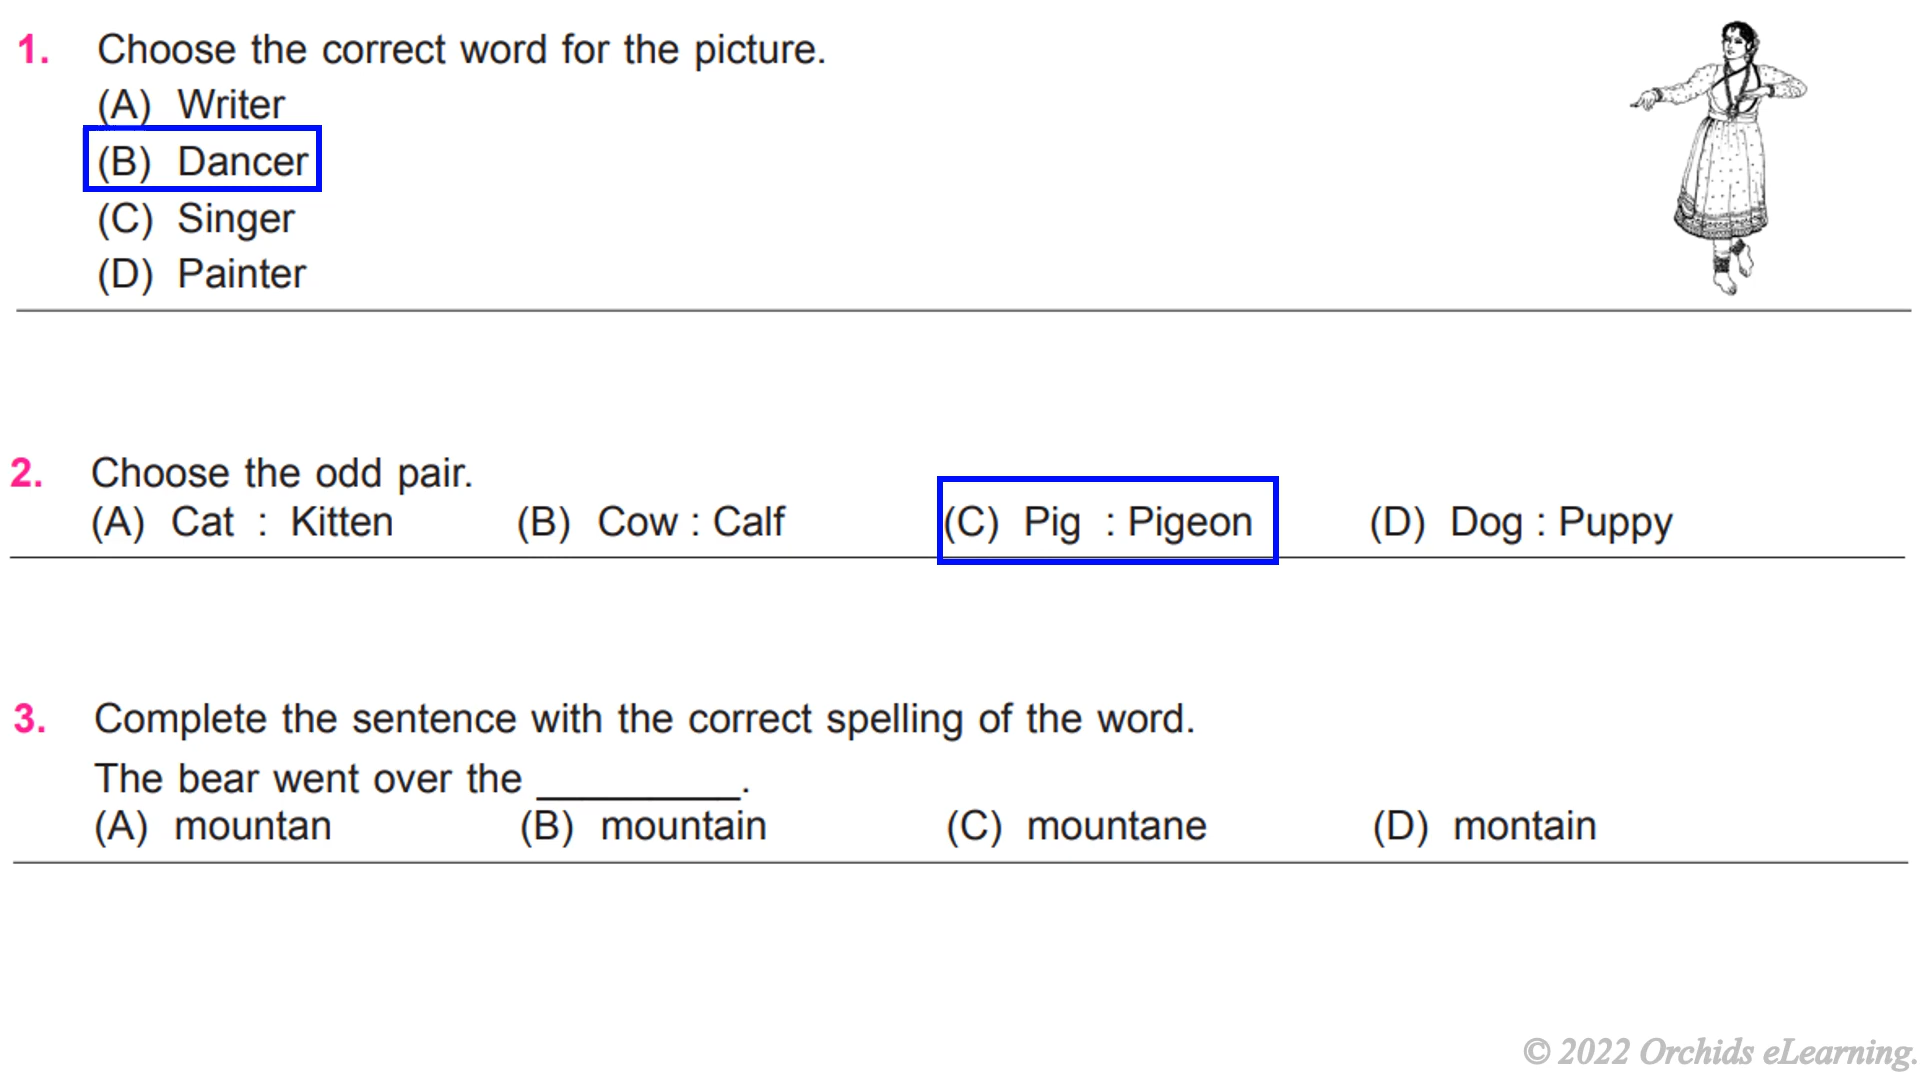 1. Choose the correct word for the picture.
(A) Writer
(B) Dancer
(C) Singer
(D) Painter
2. Choose the odd pair.
(A) Cat : Kitten (B) Cow : Calf (C) Pig : Pigeon (D) Dog : Puppy
3. Complete the sentence with the correct spelling of the word.
The bear went over the _________.
(A) mountan (B) mountain (C) mountane (D) montain
© 2022 Orchids eLearning.